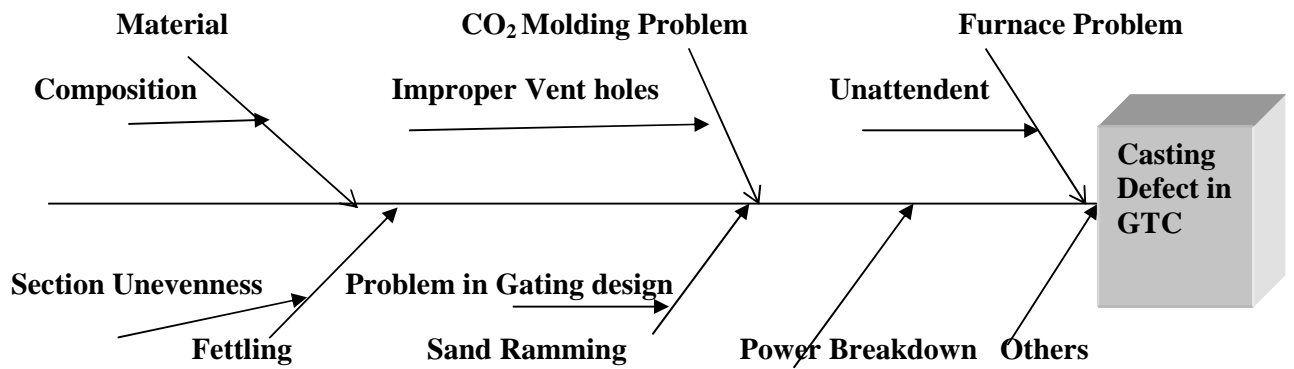 Material
CO₂ Molding Problem
Furnace Problem
Composition
Improper Vent holes
Unattendent
Casting
Defect in
GTC
Section Unevenness
Problem in Gating design
Fettling
Sand Ramming
Power Breakdown
Others